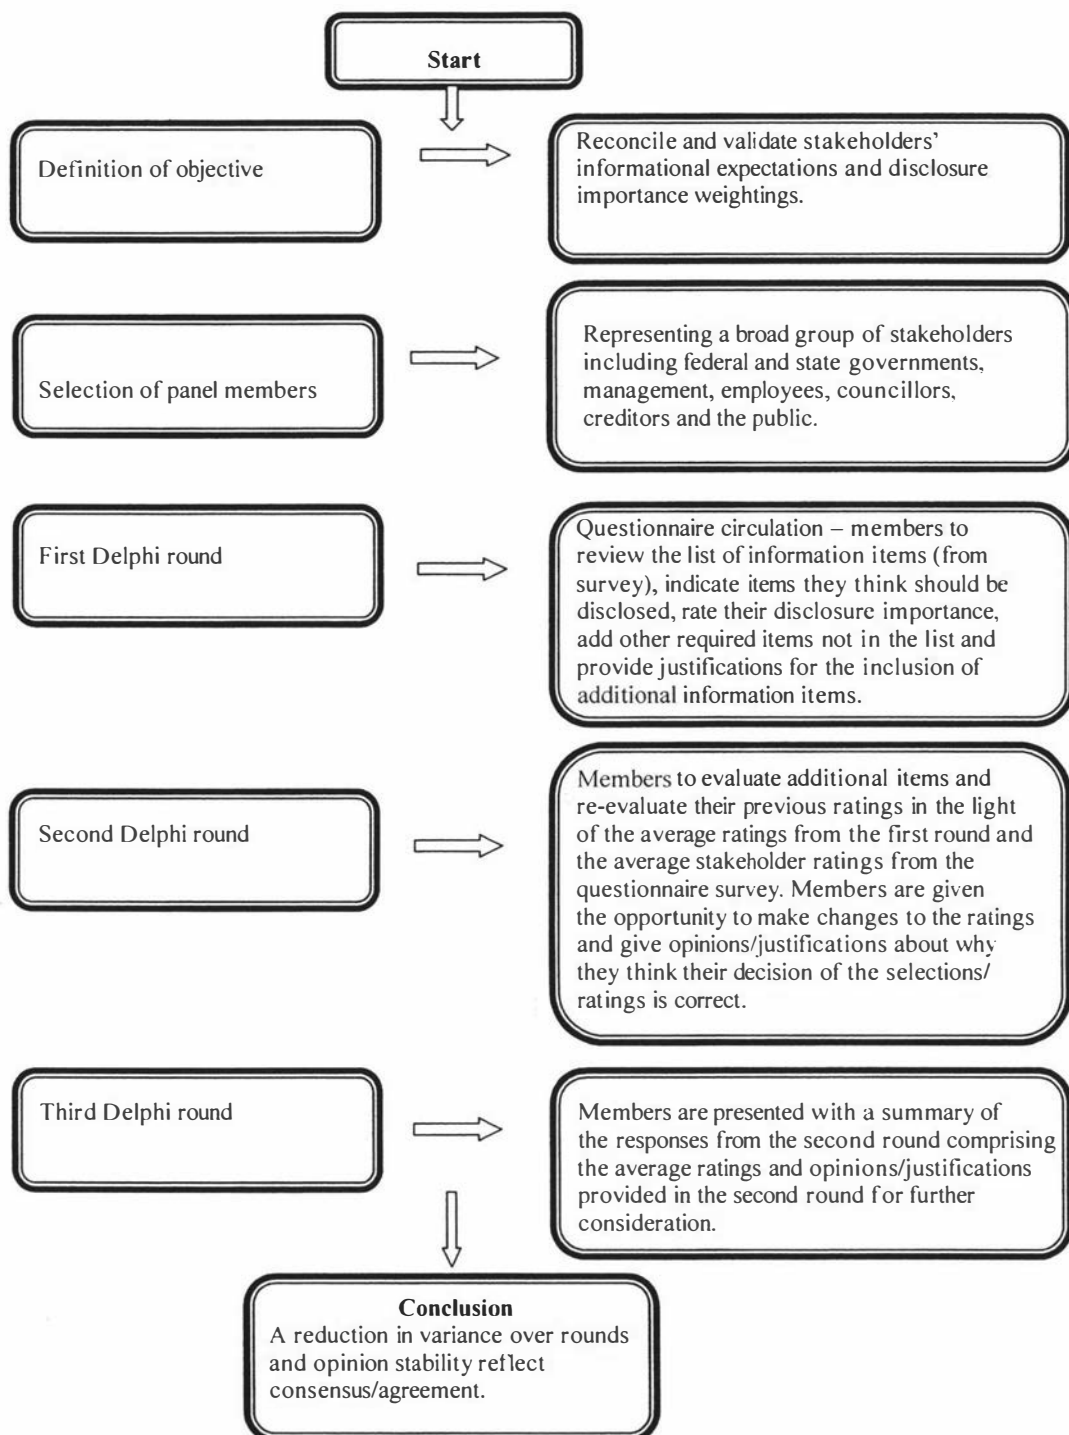 Start
Definition of objective
Reconcile and validate stakeholders'
informational expectations and disclosure
importance weightings.
Selection of panel members
Representing a broad group of stakeholders
including federal and state governments,
management, employees, councillors,
creditors and the public.
First Delphi round
Questionnaire circulation – members to
review the list of information items (from
survey), indicate items they think should be
disclosed, rate their disclosure importance,
add other required items not in the list and
provide justifications for the inclusion of
additional information items.
Second Delphi round
Members to evaluate additional items and
re-evaluate their previous ratings in the light
of the average ratings from the first round and
the average stakeholder ratings from the
questionnaire survey. Members are given
the opportunity to make changes to the ratings
and give opinions/justifications about why
they think their decision of the selections/
ratings is correct.
Third Delphi round
Members are presented with a summary of
the responses from the second round comprising
the average ratings and opinions/justifications
provided in the second round for further
consideration.
Conclusion
A reduction in variance over rounds
and opinion stability reflect
consensus/agreement.